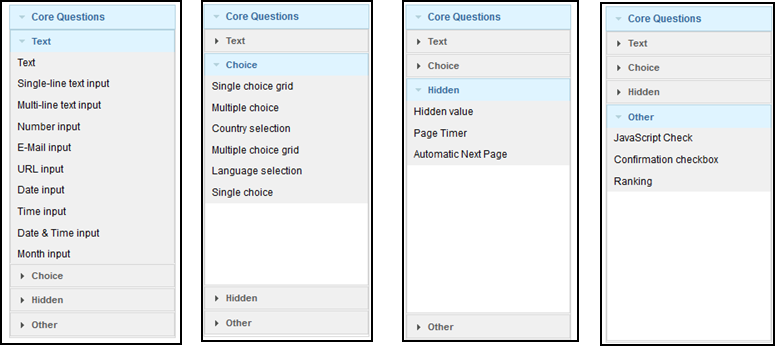 Core Questions
Text
Text
Single-line text input
Multi-line text input
Number input
E-Mail input
URL input
Date input
Time input
Date & Time input
Month input
Choice
Hidden
Other
Core Questions
Text
Choice
Single choice grid
Multiple choice
Country selection
Multiple choice grid
Language selection
Single choice
Hidden
Other
Core Questions
Text
Choice
Hidden
Hidden value
Page Timer
Automatic Next Page
Other
Core Questions
Text
Choice
Hidden
Other
JavaScript Check
Confirmation checkbox
Ranking